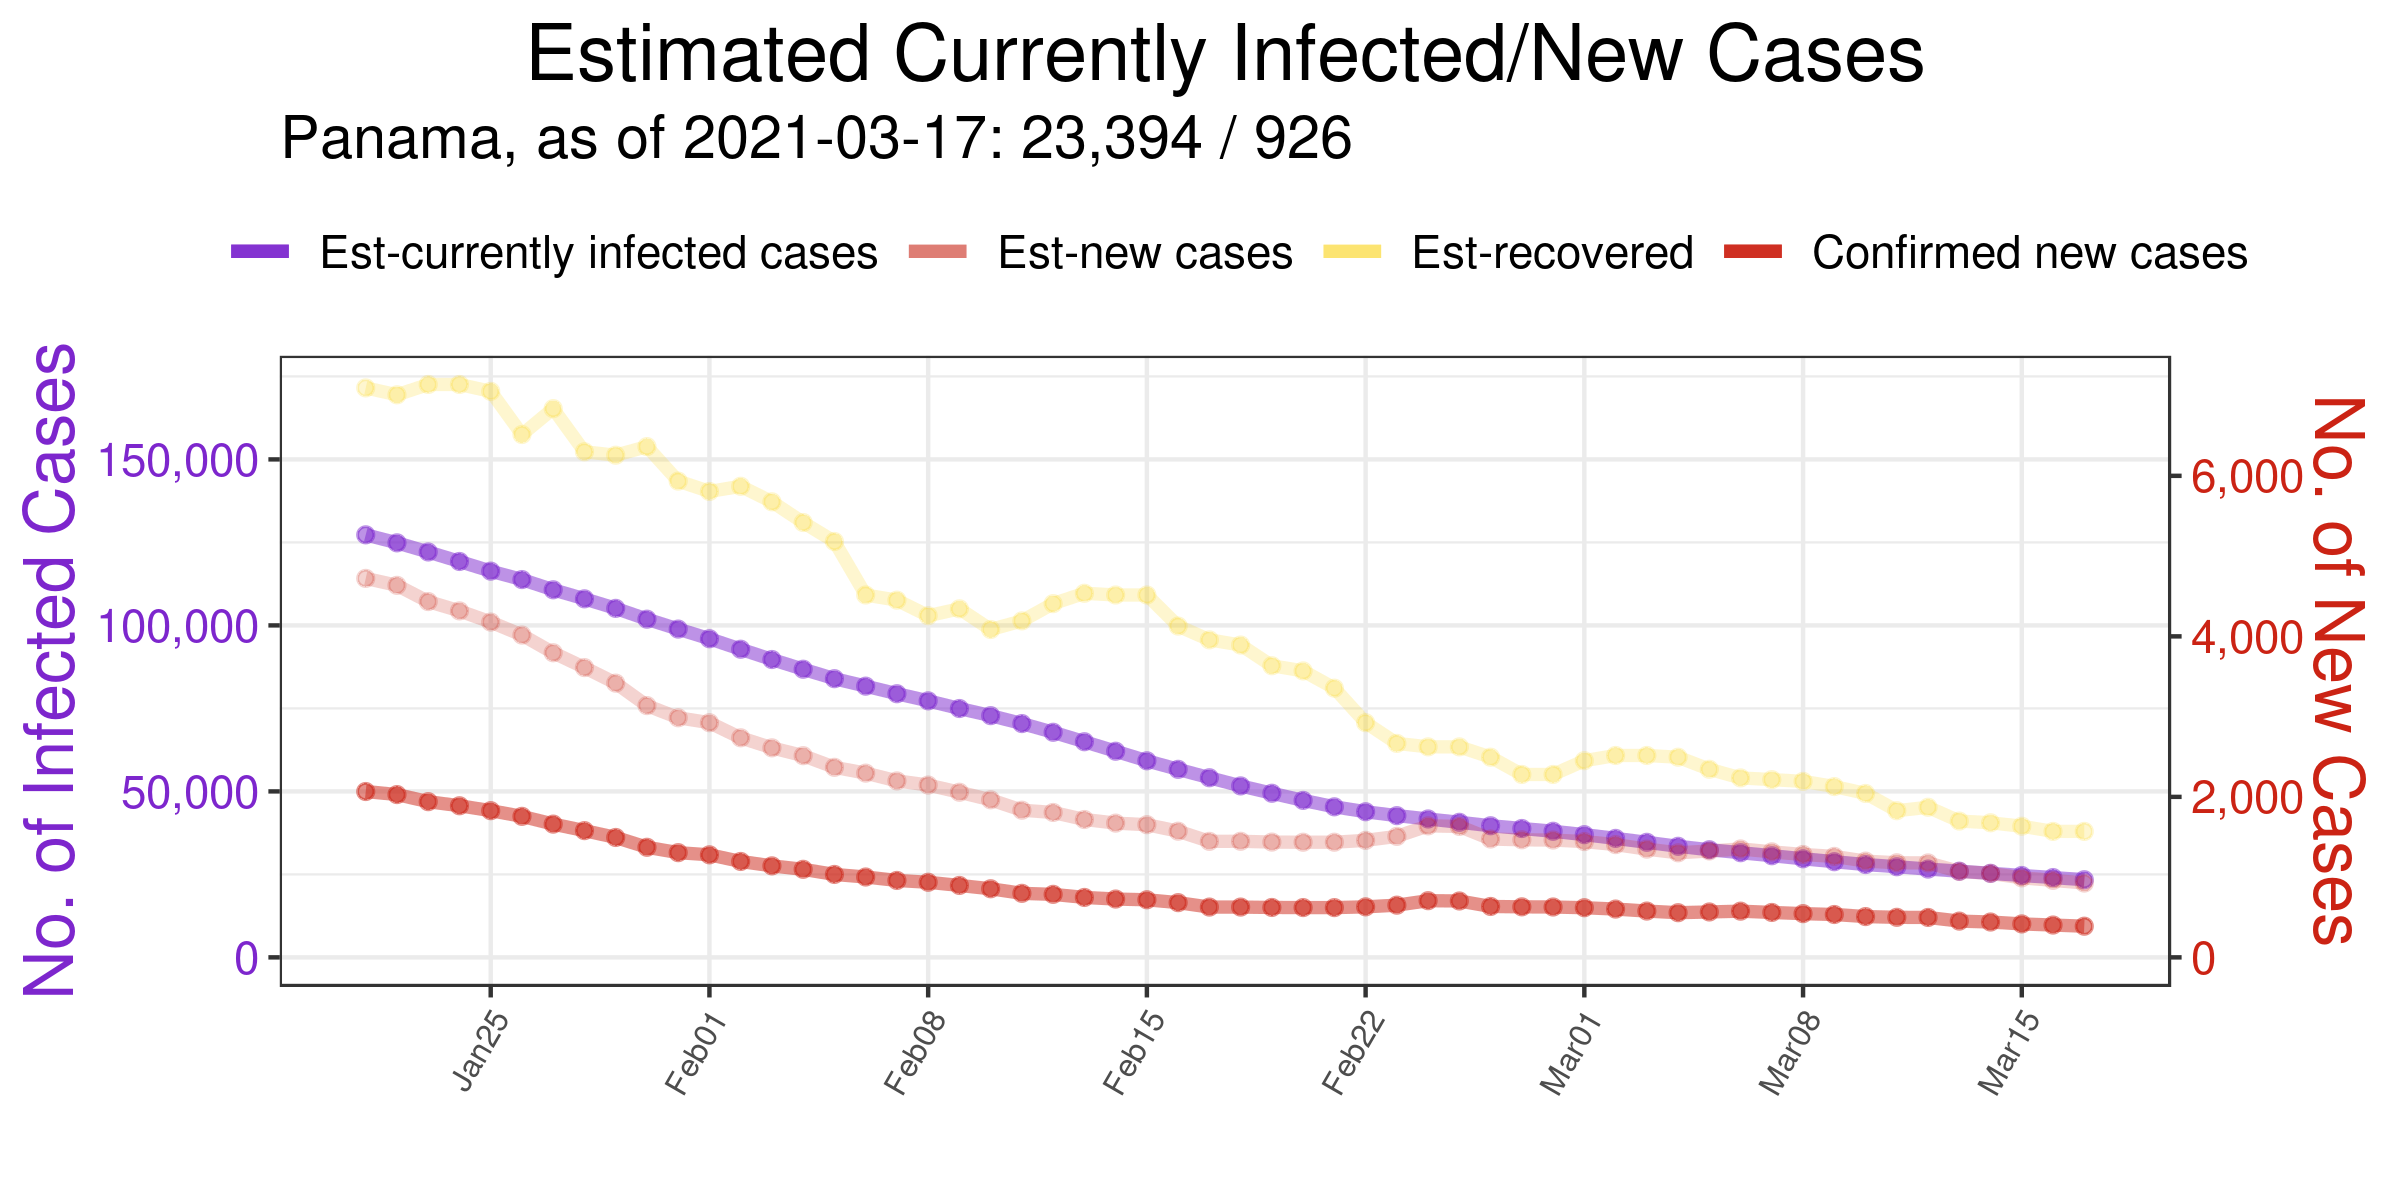 Estimated Currently Infected/New Cases
Panama, as of 2021-03-17: 23,394 / 926
Est-currently infected cases Est-new cases Est-recovered Confirmed new cases
No. of Infected Cases
150,000
100,000
50,000
0
6,000
4,000
2,000
0
No. of New Cases
Jan25 Feb01 Feb08 Feb15 Feb22 Mar01 Mar08 Mar15